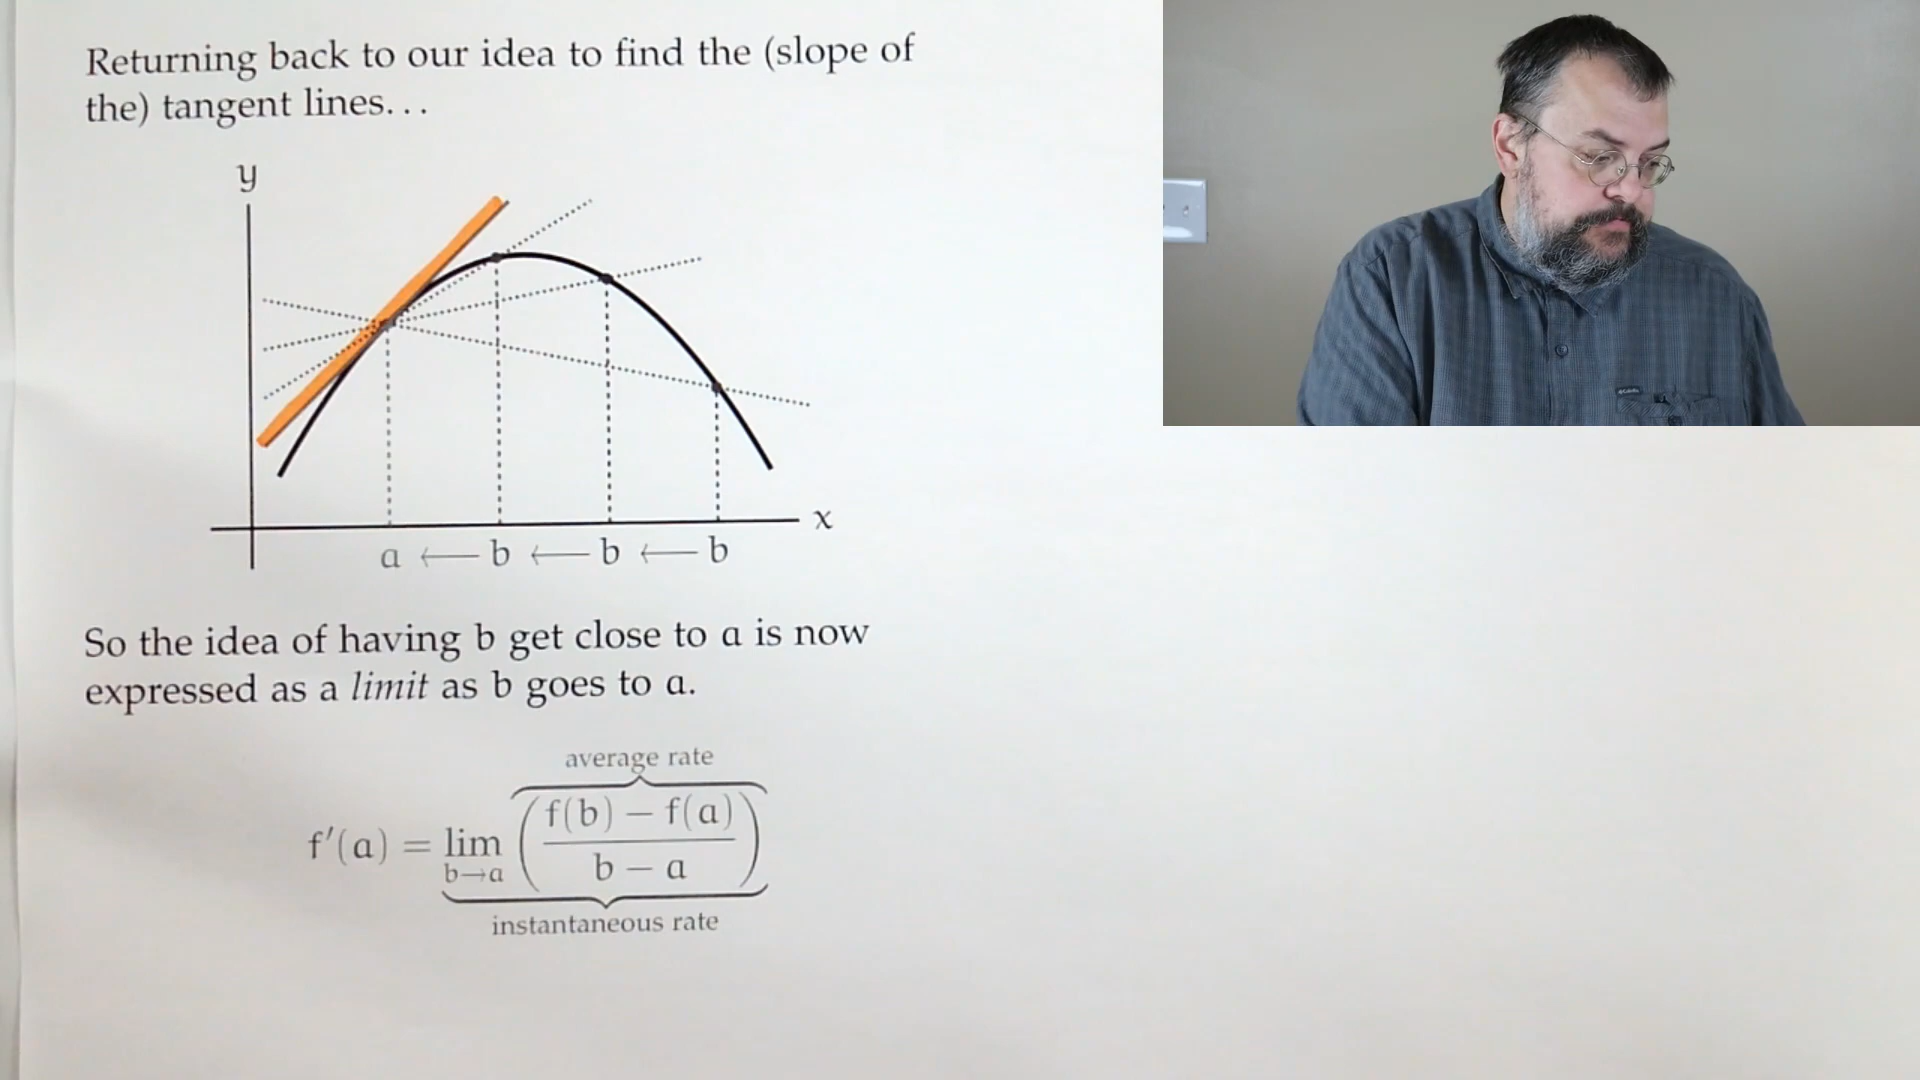 Returning back to our idea to find the (slope of
the) tangent lines...
y
x
a ← b ← b ← b
So the idea of having b get close to a is now
expressed as a limit as b goes to a.
average rate
f′(a) = lim b→a ( f(b) − f(a) / b − a )
instantaneous rate